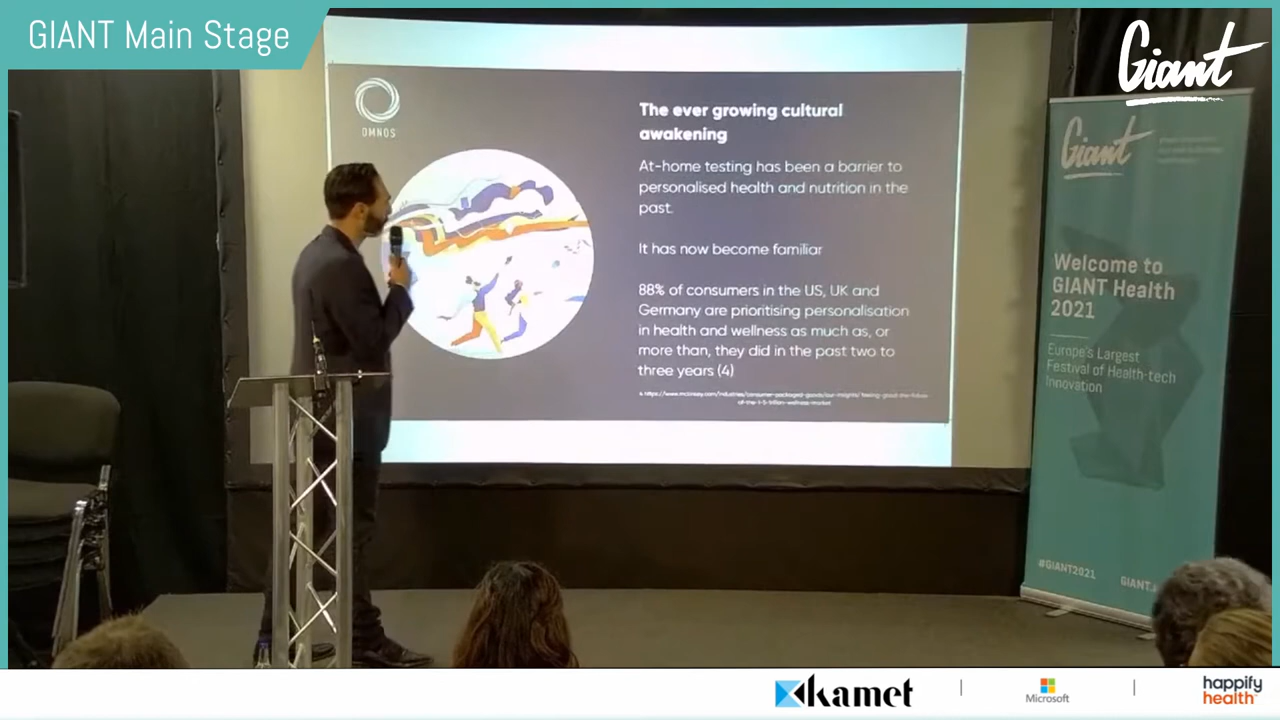 GIANT Main Stage
Giant
OMNOS
The ever growing cultural
awakening
At-home testing has been a barrier to
personalised health and nutrition in the
past.
It has now become familiar
88% of consumers in the US, UK and
Germany are prioritising personalisation
in health and wellness as much as, or
more than, they did in the past two to
three years (4)
Giant
Welcome to
GIANT Health
2021
Europe's Largest
Festival of Health-tech
Innovation
#GIANT2021
GIANT.
kamet
Microsoft
happify
health